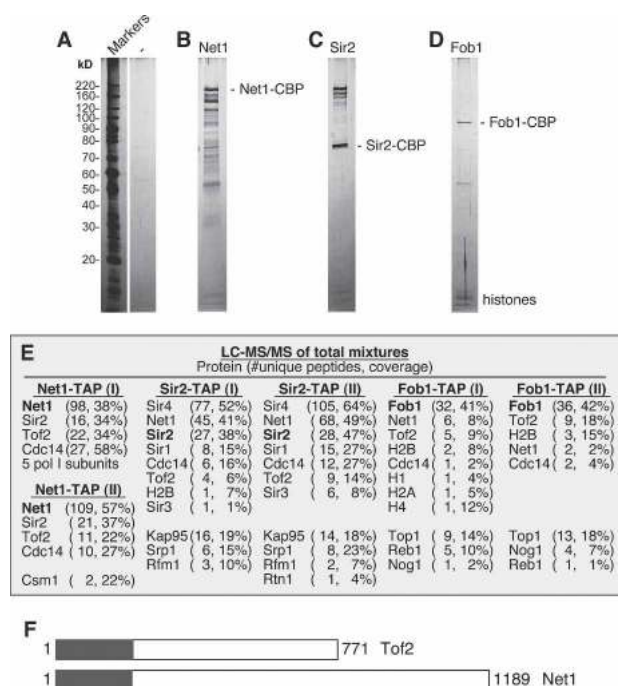 A
B
C
D
Markers
-
Net1
Sir2
Fob1
kD
220-
160-
120-
100-
90-
80-
70-
60-
50-
40-
30-
20-
- Net1-CBP
- Sir2-CBP
- Fob1-CBP
histones
E
LC-MS/MS of total mixtures
Protein (#unique peptides, coverage)
Net1-TAP (I)
Net1 (98, 38%)
Sir2 (16, 34%)
Tof2 (22, 34%)
Cdc14 (27, 58%)
5 pol I subunits
Net1-TAP (II)
Net1 (109, 57%)
Sir2 ( 21, 37%)
Tof2 ( 11, 22%)
Cdc14 ( 10, 27%)
Csm1 ( 2, 22%)
Sir2-TAP (I)
Sir4 (77, 52%)
Net1 (45, 41%)
Sir2 (27, 38%)
Sir1 ( 8, 15%)
Cdc14 ( 6, 16%)
Tof2 ( 4, 6%)
H2B ( 1, 7%)
Sir3 ( 1, 1%)
Kap95 (16, 19%)
Srp1 ( 6, 15%)
Rfm1 ( 3, 10%)
Sir2-TAP (II)
Sir4 (105, 64%)
Net1 ( 68, 49%)
Sir2 ( 28, 47%)
Sir1 ( 15, 27%)
Cdc14 ( 12, 27%)
Tof2 ( 9, 14%)
Sir3 ( 6, 8%)
Kap95 ( 14, 18%)
Srp1 ( 8, 23%)
Rfm1 ( 2, 7%)
Rtn1 ( 1, 4%)
Fob1-TAP (I)
Fob1 ( 32, 41%)
Net1 ( 6, 8%)
Tof2 ( 5, 9%)
H2B ( 2, 8%)
Cdc14 ( 1, 2%)
H1 ( 1, 4%)
H2A ( 1, 5%)
H4 ( 1, 12%)
Top1 ( 9, 14%)
Reb1 ( 5, 10%)
Nog1 ( 1, 2%)
Fob1-TAP (II)
Fob1 ( 36, 42%)
Tof2 ( 9, 18%)
H2B ( 3, 15%)
Net1 ( 2, 2%)
Cdc14 ( 2, 4%)
Top1 ( 13, 18%)
Nog1 ( 4, 7%)
Reb1 ( 1, 1%)
F
1 771 Tof2
1 1189 Net1